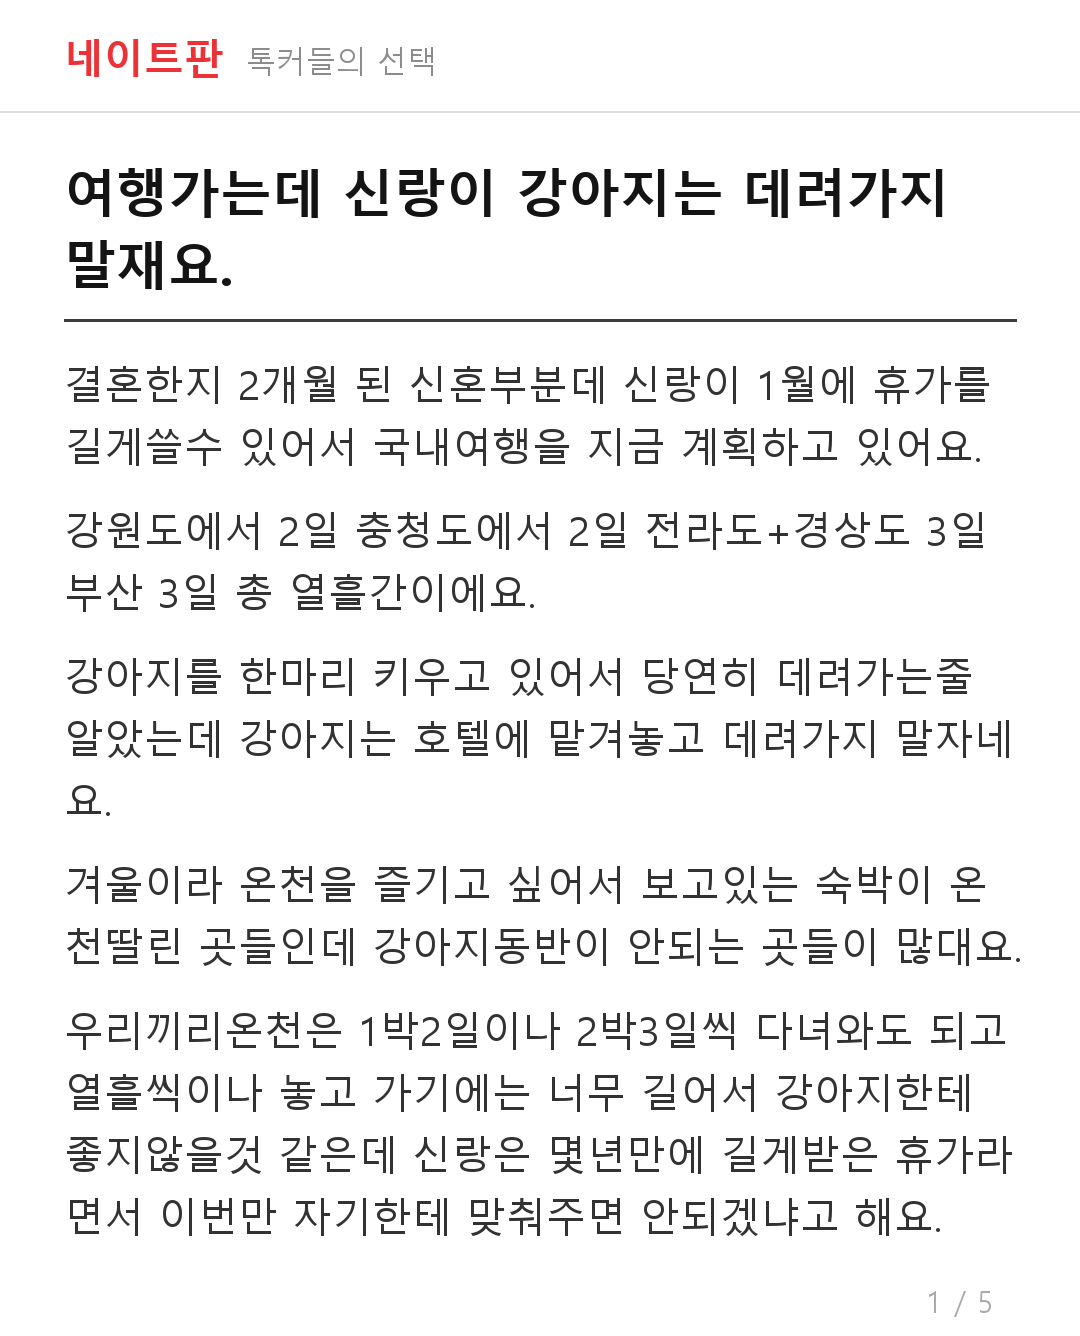 네이트판 톡커들의 선택
여행가는데 신랑이 강아지는 데려가지
말재요.
결혼한지 2개월 된 신혼부분데 신랑이 1월에 휴가를
길게쓸수 있어서 국내여행을 지금 계획하고 있어요.
강원도에서 2일 충청도에서 2일 전라도+경상도 3일
부산 3일 총 열흘간이에요.
강아지를 한마리 키우고 있어서 당연히 데려가는줄
알았는데 강아지는 호텔에 맡겨놓고 데려가지 말자네
요.
겨울이라 온천을 즐기고 싶어서 보고있는 숙박이 온
천딸린 곳들인데 강아지동반이 안되는 곳들이 많대요.
우리끼리온천은 1박2일이나 2박3일씩 다녀와도 되고
열흘씩이나 놓고 가기에는 너무 길어서 강아지한테
좋지않을것 같은데 신랑은 몇년만에 길게받은 휴가라
면서 이번만 자기한테 맞춰주면 안되겠냐고 해요.
1 / 5